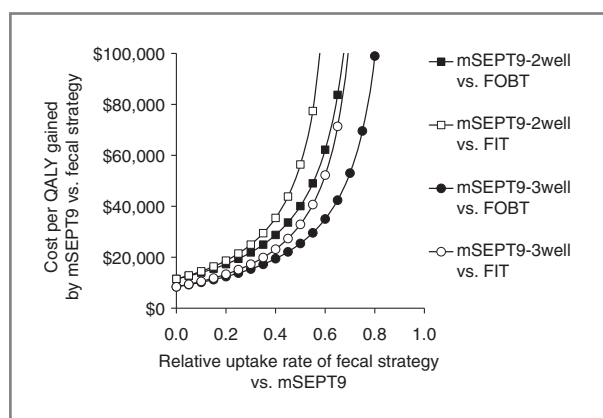 Cost per QALY gained
by mSEPT9 vs. fecal strategy
$100,000
$80,000
$60,000
$40,000
$20,000
$0
0.0 0.2 0.4 0.6 0.8 1.0
Relative uptake rate of fecal strategy
vs. mSEPT9
mSEPT9-2well
vs. FOBT
mSEPT9-2well
vs. FIT
mSEPT9-3well
vs. FOBT
mSEPT9-3well
vs. FIT